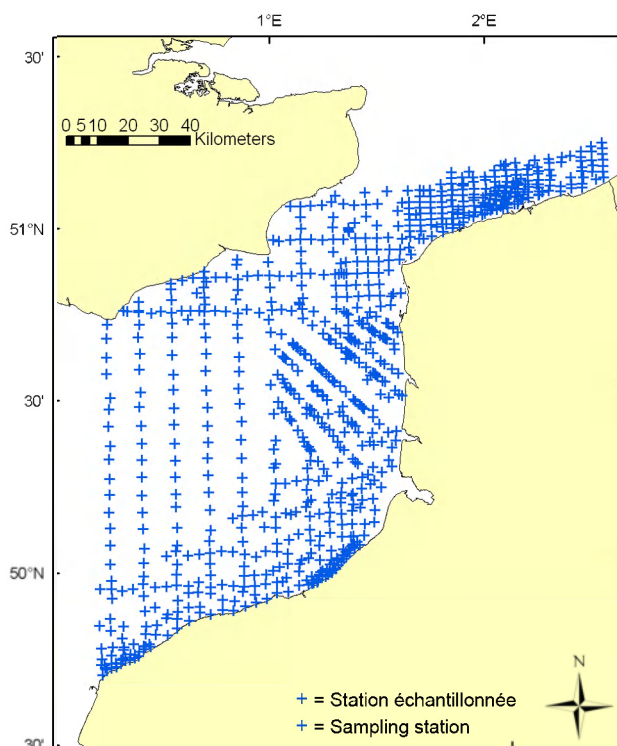 1°E 2°E
30'
0 5 10 20 30 40
Kilometers
51°N
30'
50°N
N
+ = Station échantillonnée
+ = Sampling station
30'